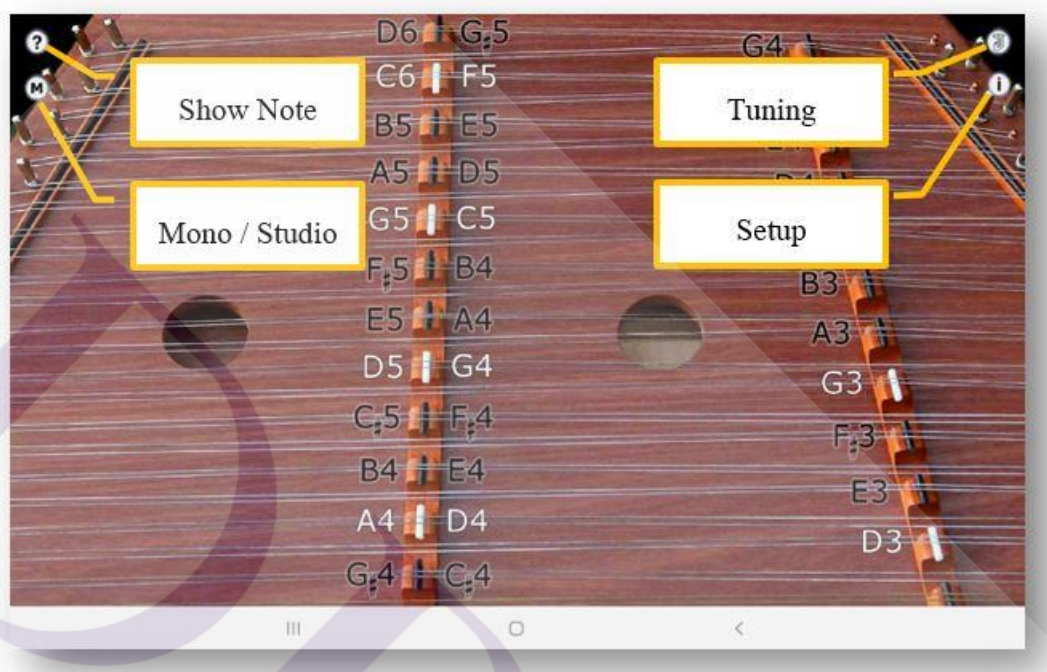 D6 G♯5
G4
?
C6 F5
M
i
Show Note
Tuning
B5 E5
A5 D5
D4
Mono / Studio
G5 C5
Setup
F♯5 B4
B3
E5 A4
A3
D5 G4
G3
C♯5 F♯4
F♯3
B4 E4
E3
A4 D4
D3
G♯4 C♯4